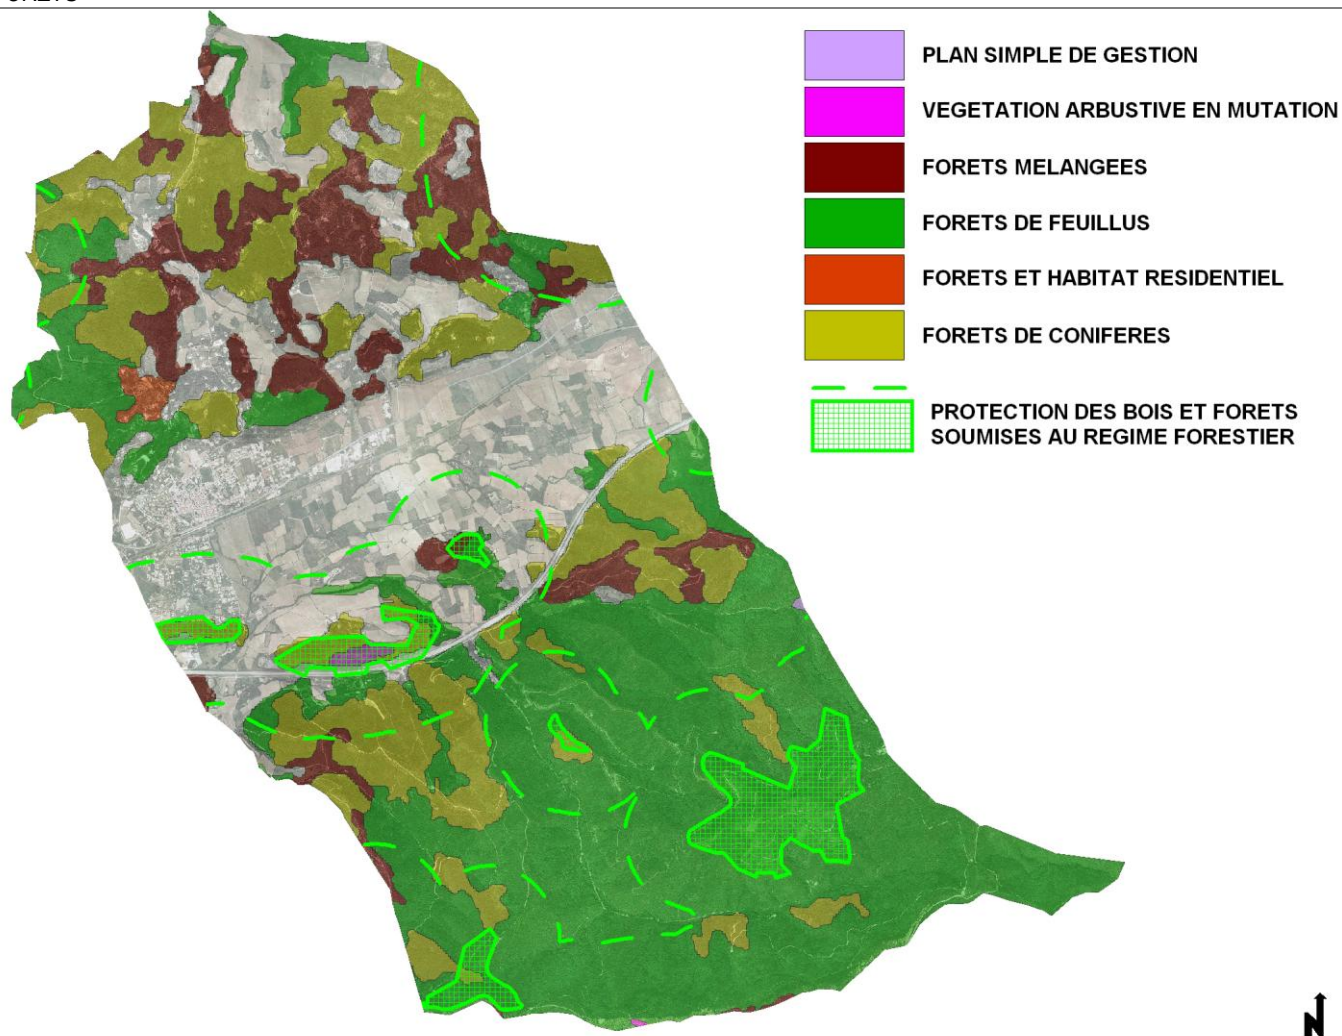 PLAN SIMPLE DE GESTION
VEGETATION ARBUSTIVE EN MUTATION
FORETS MELANGEES
FORETS DE FEUILLUS
FORETS ET HABITAT RESIDENTIEL
FORETS DE CONIFERES
PROTECTION DES BOIS ET FORETS
SOUMISES AU REGIME FORESTIER
N